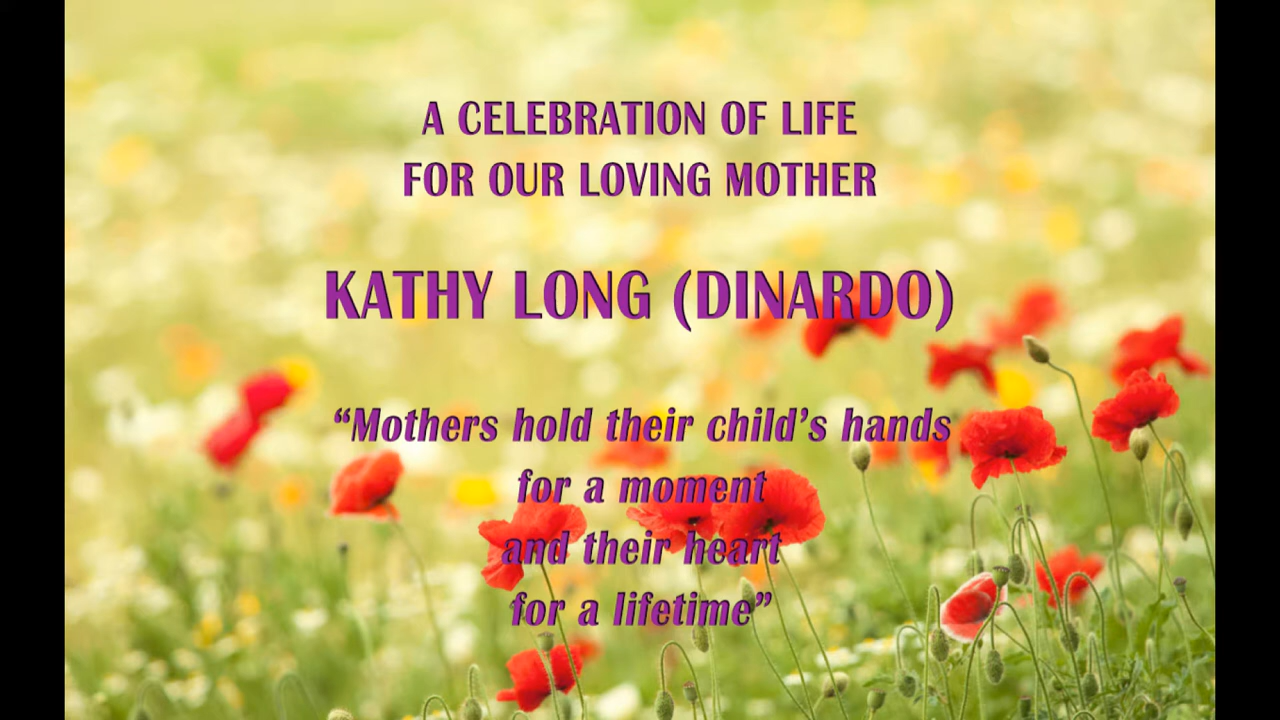 A CELEBRATION OF LIFE
FOR OUR LOVING MOTHER
KATHY LONG (DINARDO)
“Mothers hold their child’s hands
for a moment
and their heart
for a lifetime”